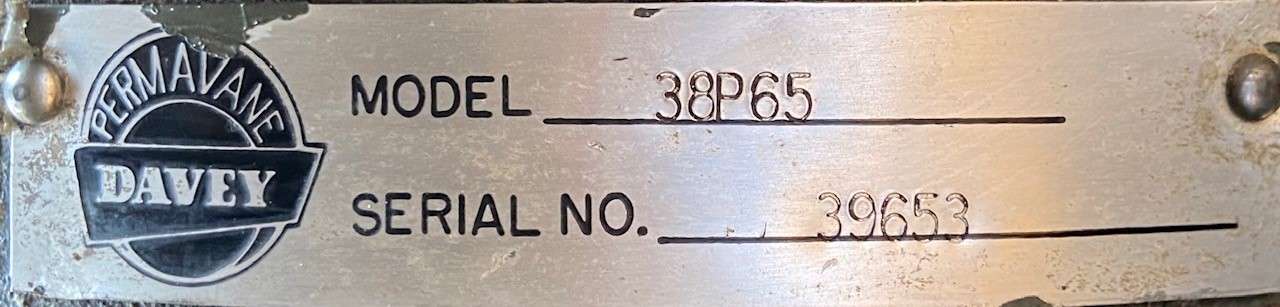 PERMAVANE
DAVEY
MODEL 38P65
SERIAL NO. 39653